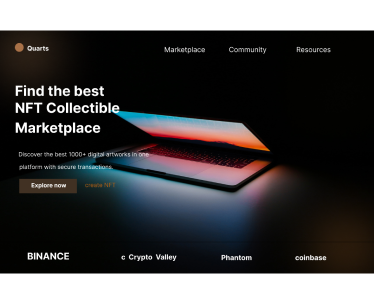 Quarts
Marketplace
Community
Resources
Find the best
NFT Collectible
Marketplace
Discover the best 1000+ digital artworks in one
platform with secure transactions.
Explore now
create NFT
BINANCE
c Crypto Valley
Phantom
coinbase